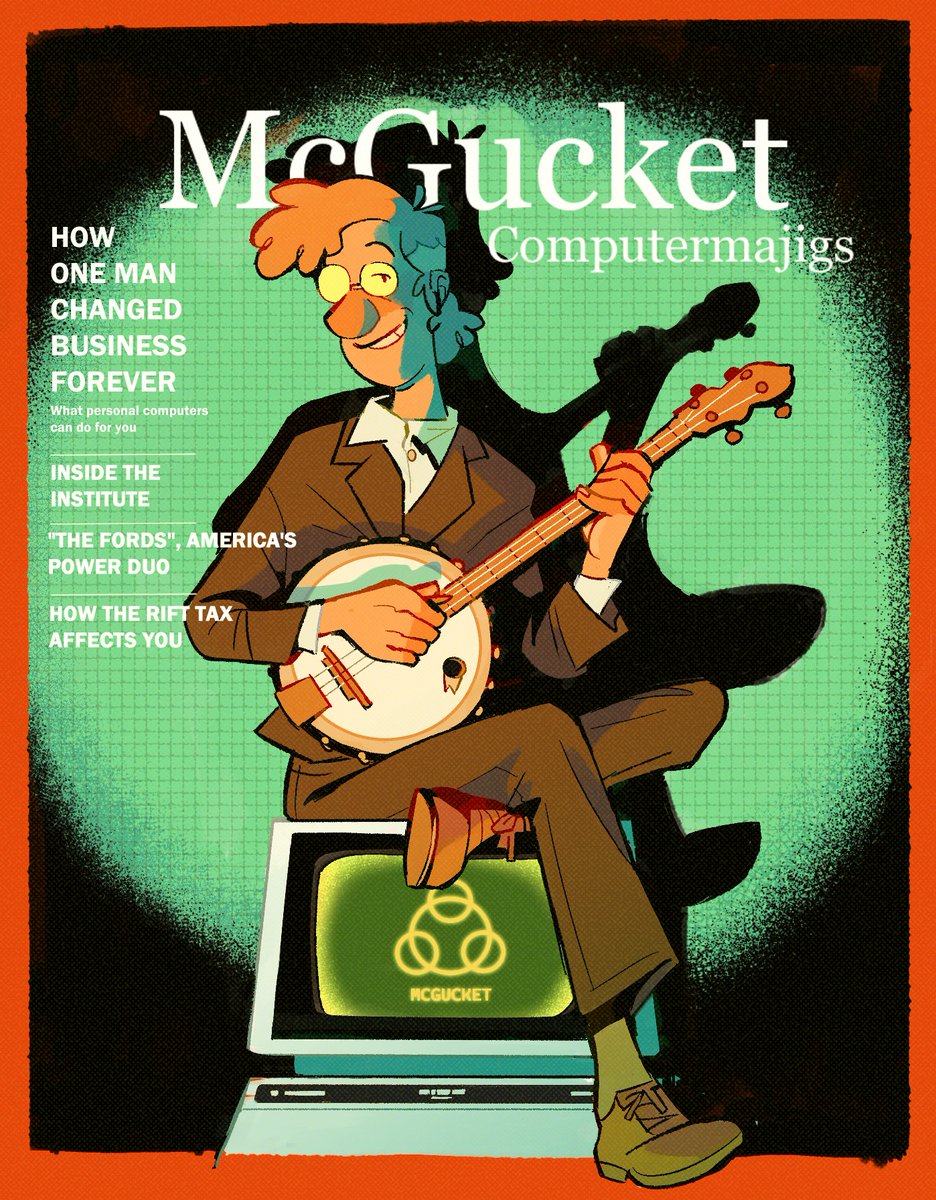 McGucket
Computermajigs
HOW
ONE MAN
CHANGED
BUSINESS
FOREVER
What personal computers
can do for you
INSIDE THE
INSTITUTE
"THE FORDS", AMERICA'S
POWER DUO
HOW THE RIFT TAX
AFFECTS YOU
MCGUCKET